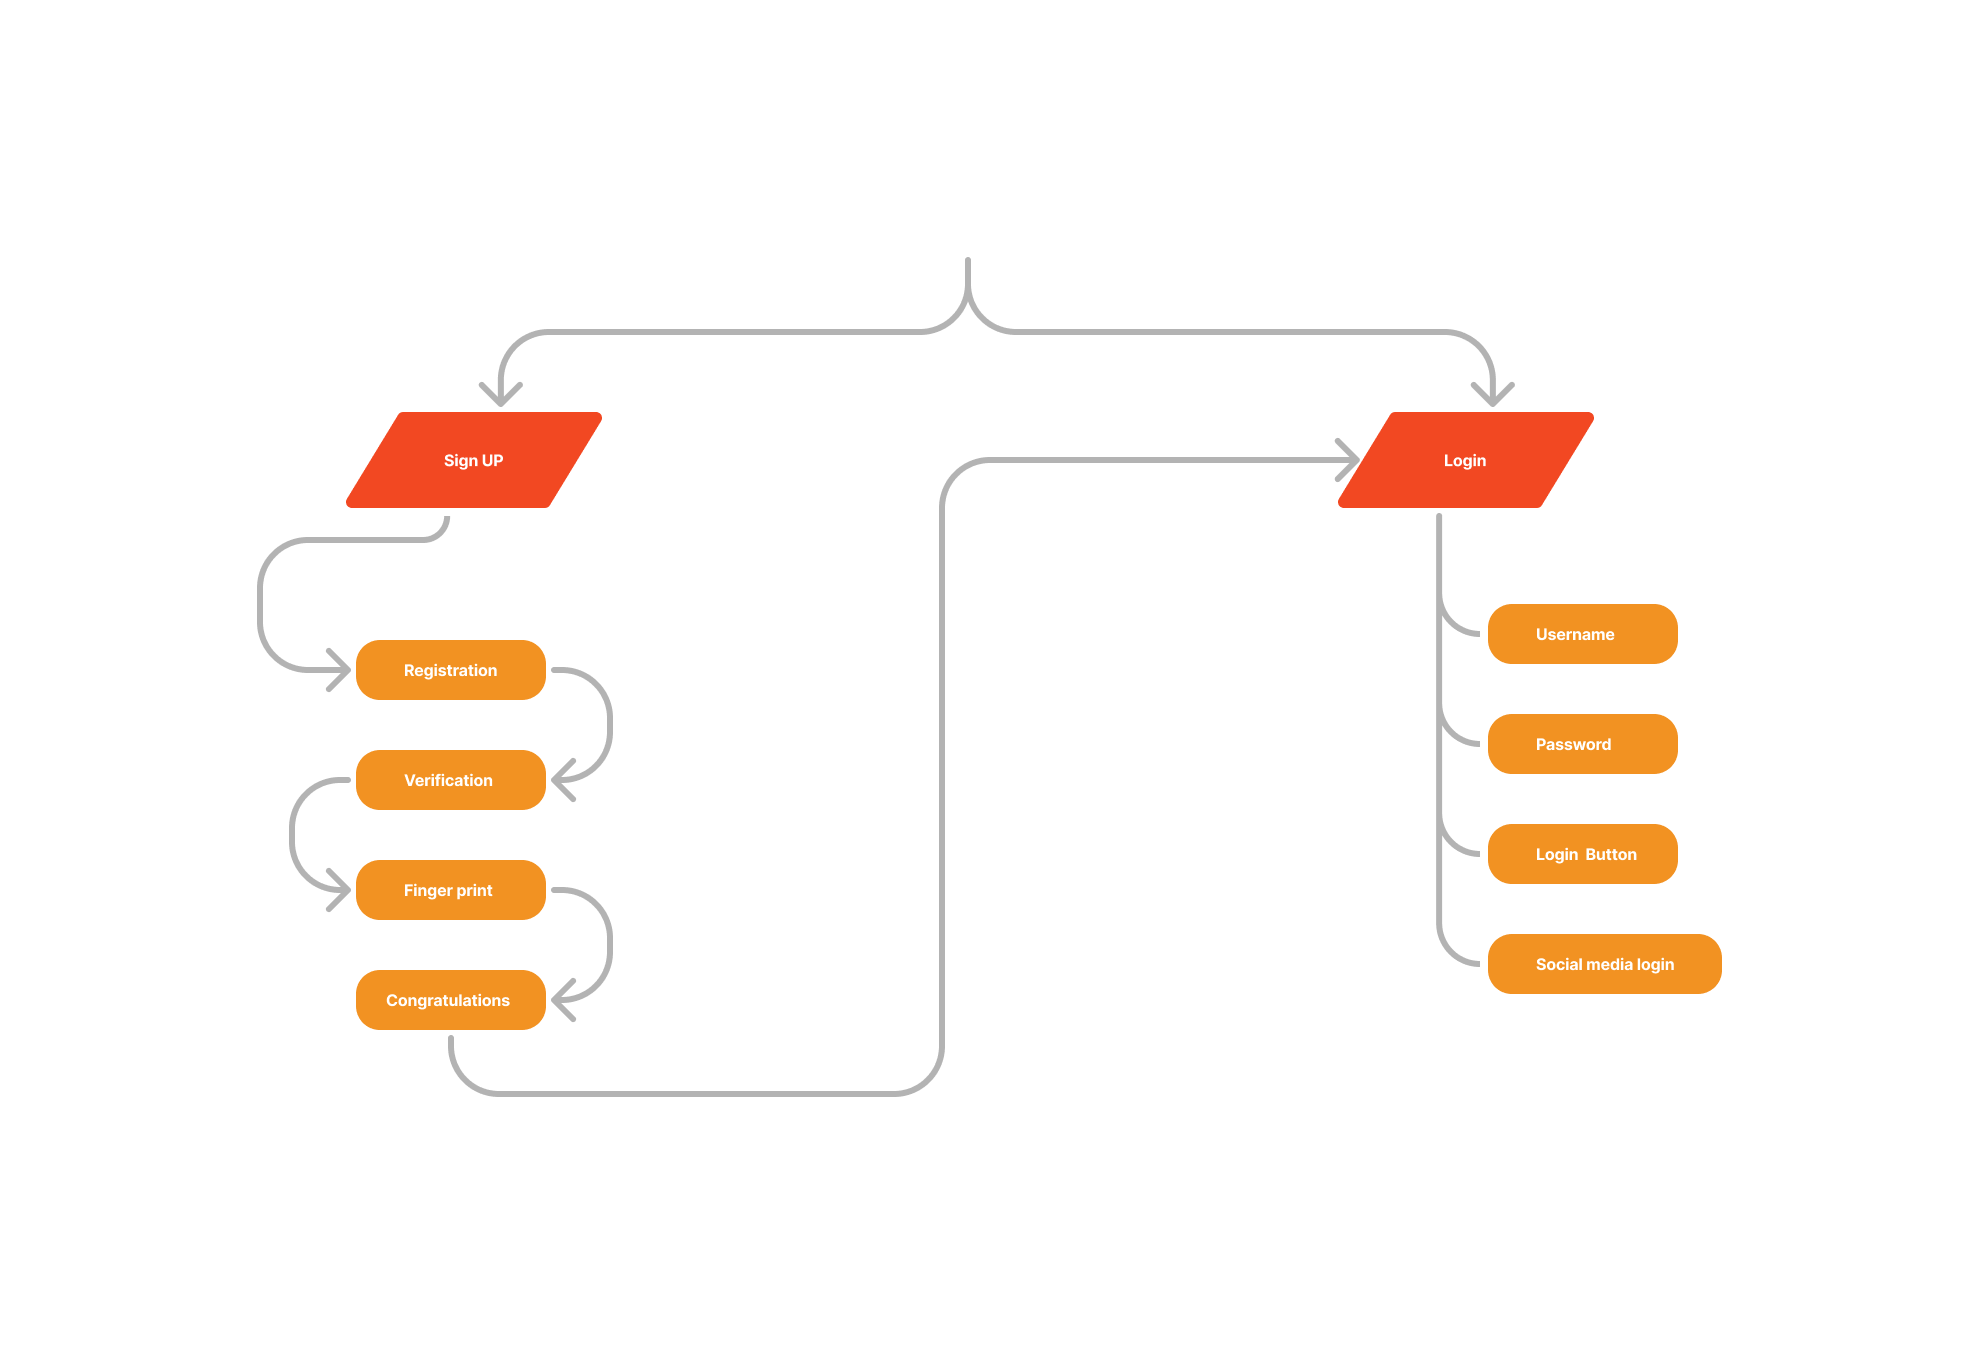 Sign UP
Login
Registration
Verification
Finger print
Congratulations
Username
Password
Login Button
Social media login